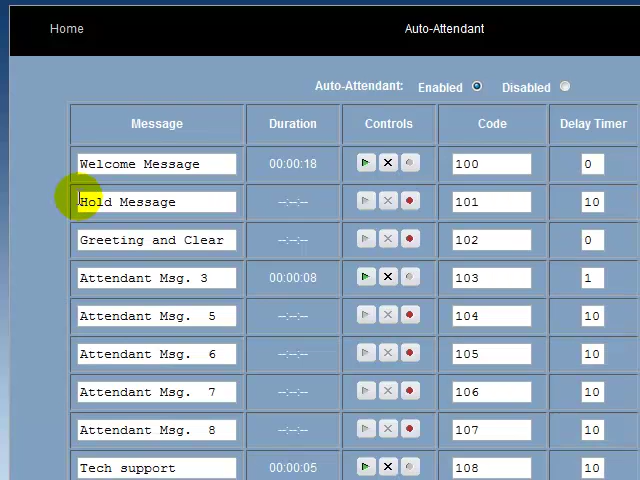 Home Auto-Attendant
Auto-Attendant: Enabled Disabled
Message Duration Controls Code Delay Timer
Welcome Message 00:00:18 100 0
Hold Message --:--:-- 101 10
Greeting and Clear --:--:-- 102 0
Attendant Msg. 3 00:00:08 103 1
Attendant Msg. 5 --:--:-- 104 10
Attendant Msg. 6 --:--:-- 105 10
Attendant Msg. 7 --:--:-- 106 10
Attendant Msg. 8 --:--:-- 107 10
Tech support 00:00:05 108 10